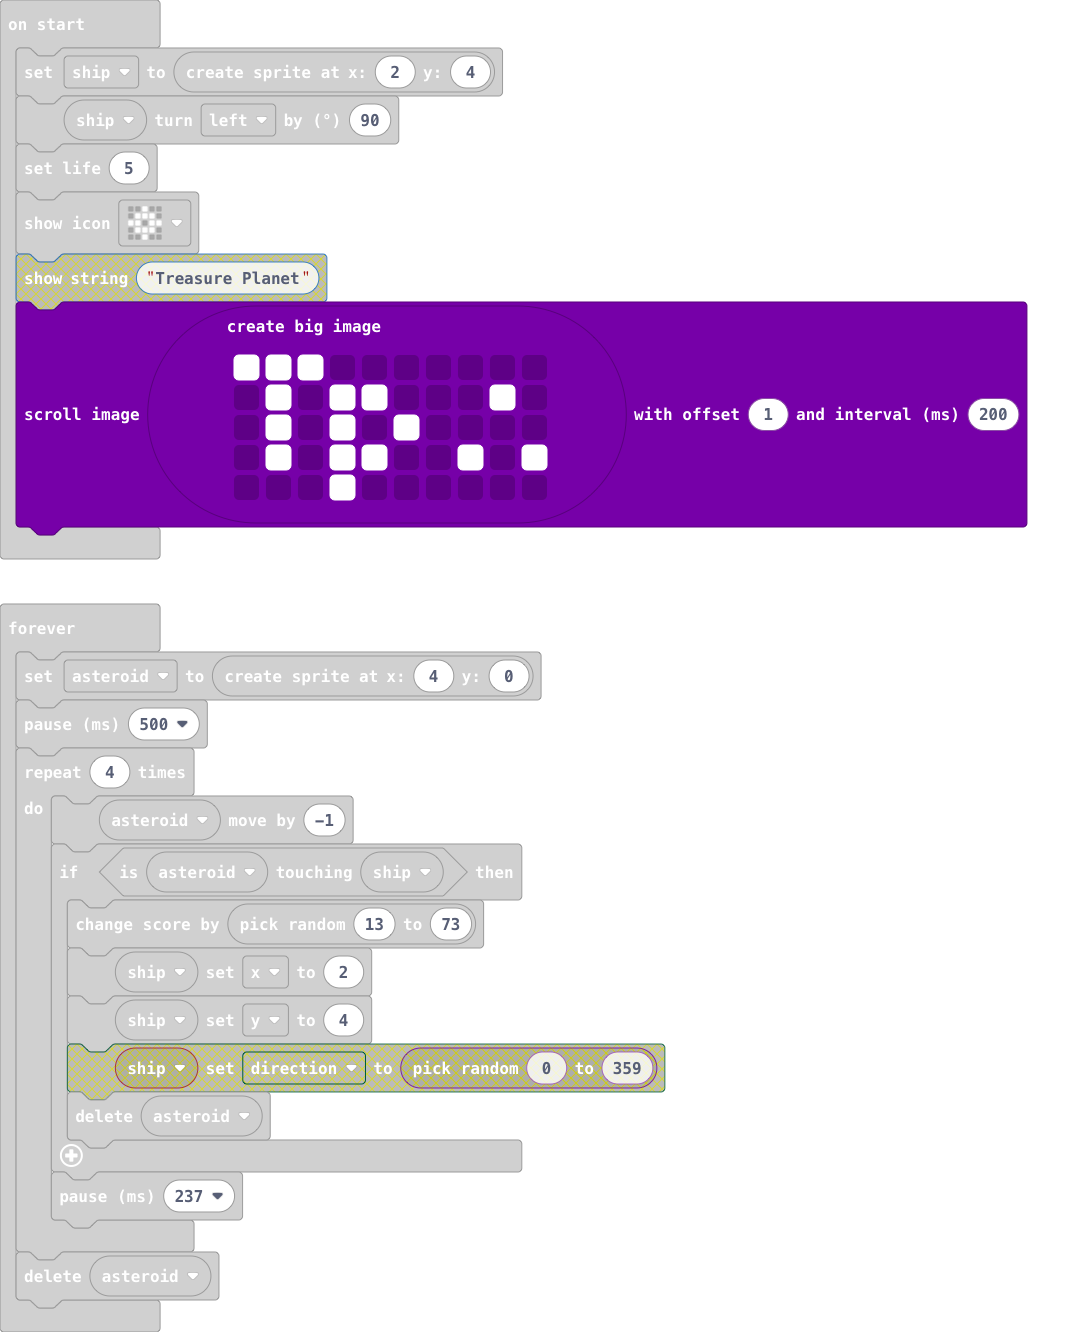 on start
set ship to create sprite at x: 2 y: 4
ship turn left by (°) 90
set life 5
show icon
show string "Treasure Planet"
create big image
scroll image with offset 1 and interval (ms) 200
forever
set asteroid to create sprite at x: 4 y: 0
pause (ms) 500
repeat 4 times
do
asteroid move by −1
if is asteroid touching ship then
change score by pick random 13 to 73
ship set x to 2
ship set y to 4
ship set direction to pick random 0 to 359
delete asteroid
pause (ms) 237
delete asteroid